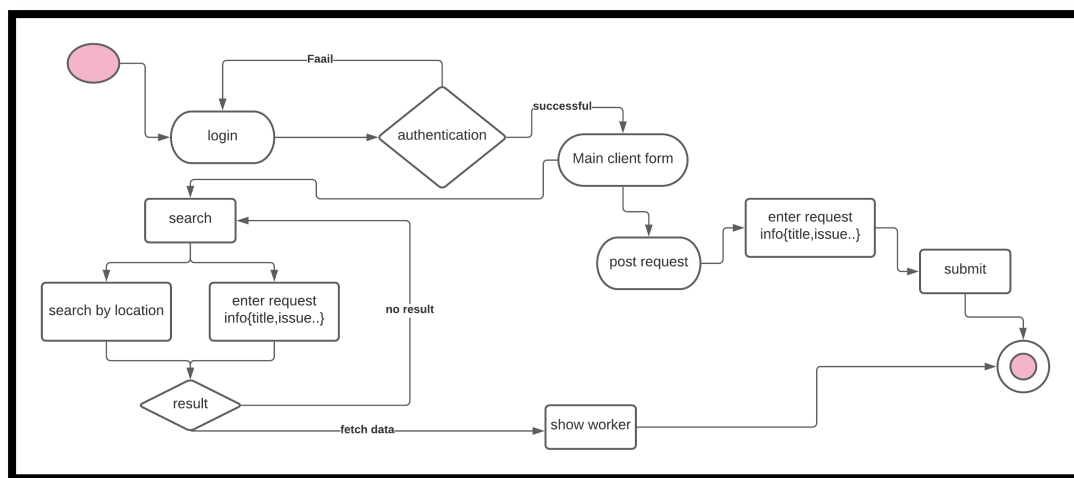 Faail
login
authentication
successful
Main client form
search
enter request
info{title,issue..}
post request
submit
search by location
enter request
info{title,issue..}
no result
result
fetch data
show worker